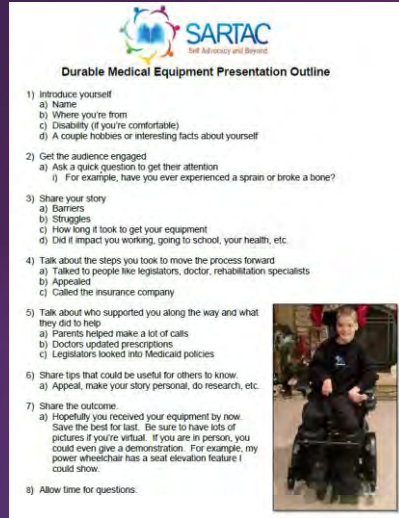 SARTAC
Self Advocacy and Beyond
Durable Medical Equipment Presentation Outline
1) Introduce yourself
a) Name
b) Where you're from
c) Disability (if you're comfortable)
d) A couple hobbies or interesting facts about yourself
2) Get the audience engaged
a) Ask a quick question to get their attention
i) For example, have you ever experienced a sprain or broke a bone?
3) Share your story
a) Barriers
b) Struggles
c) How long it took to get your equipment
d) Did it impact you working, going to school, your health, etc.
4) Talk about the steps you took to move the process forward
a) Talked to people like legislators, doctor, rehabilitation specialists
b) Appealed
c) Called the insurance company
5) Talk about who supported you along the way and what
they did to help
a) Parents helped make a lot of calls
b) Doctors updated prescriptions
c) Legislators looked into Medicaid policies
6) Share tips that could be useful for others to know.
a) Appeal, make your story personal, do research, etc.
7) Share the outcome.
a) Hopefully you received your equipment by now.
Save the best for last. Be sure to have lots of
pictures if you're virtual. If you are in person, you
could even give a demonstration. For example, my
power wheelchair has a seat elevation feature I
could show.
8) Allow time for questions.